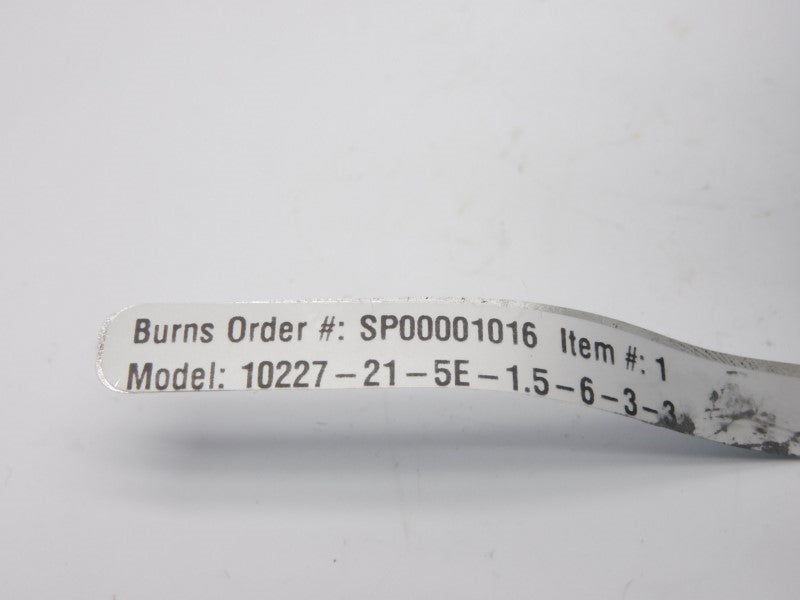 Burns Order #: SP00001016 Item #: 1
Model: 10227-21-5E-1.5-6-3-3